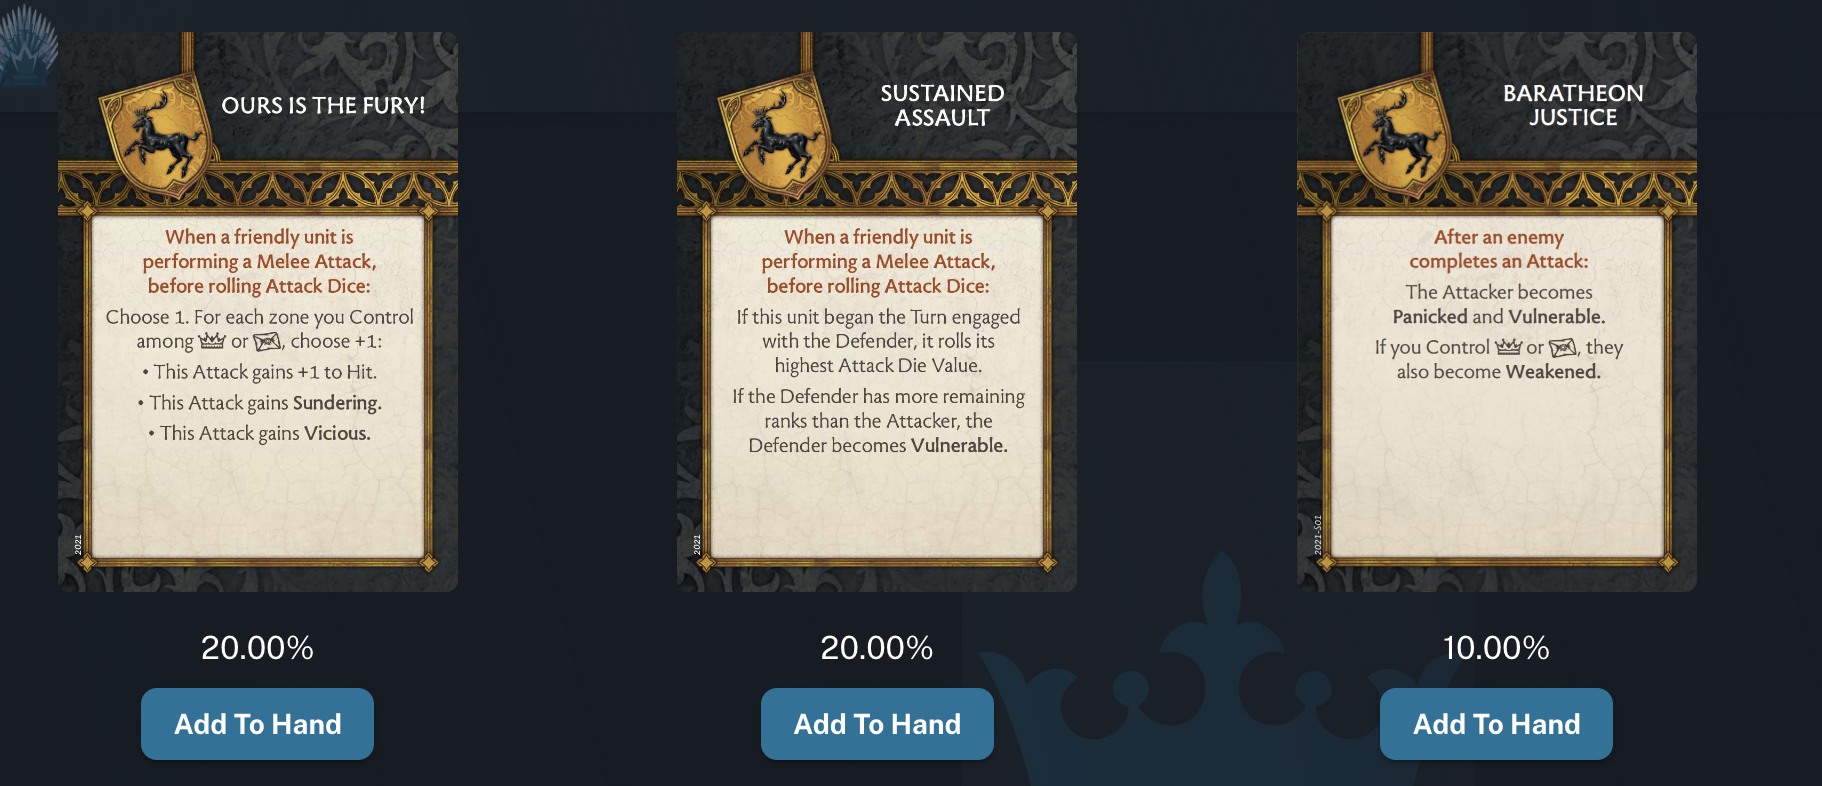 OURS IS THE FURY!
When a friendly unit is
performing a Melee Attack,
before rolling Attack Dice:
Choose 1. For each zone you Control
among or , choose +1:
• This Attack gains +1 to Hit.
• This Attack gains Sundering.
• This Attack gains Vicious.
2021
20.00%
Add To Hand
SUSTAINED
ASSAULT
When a friendly unit is
performing a Melee Attack,
before rolling Attack Dice:
If this unit began the Turn engaged
with the Defender, it rolls its
highest Attack Die Value.
If the Defender has more remaining
ranks than the Attacker, the
Defender becomes Vulnerable.
2021
20.00%
Add To Hand
BARATHEON
JUSTICE
After an enemy
completes an Attack:
The Attacker becomes
Panicked and Vulnerable.
If you Control or , they
also become Weakened.
2021-S01
10.00%
Add To Hand